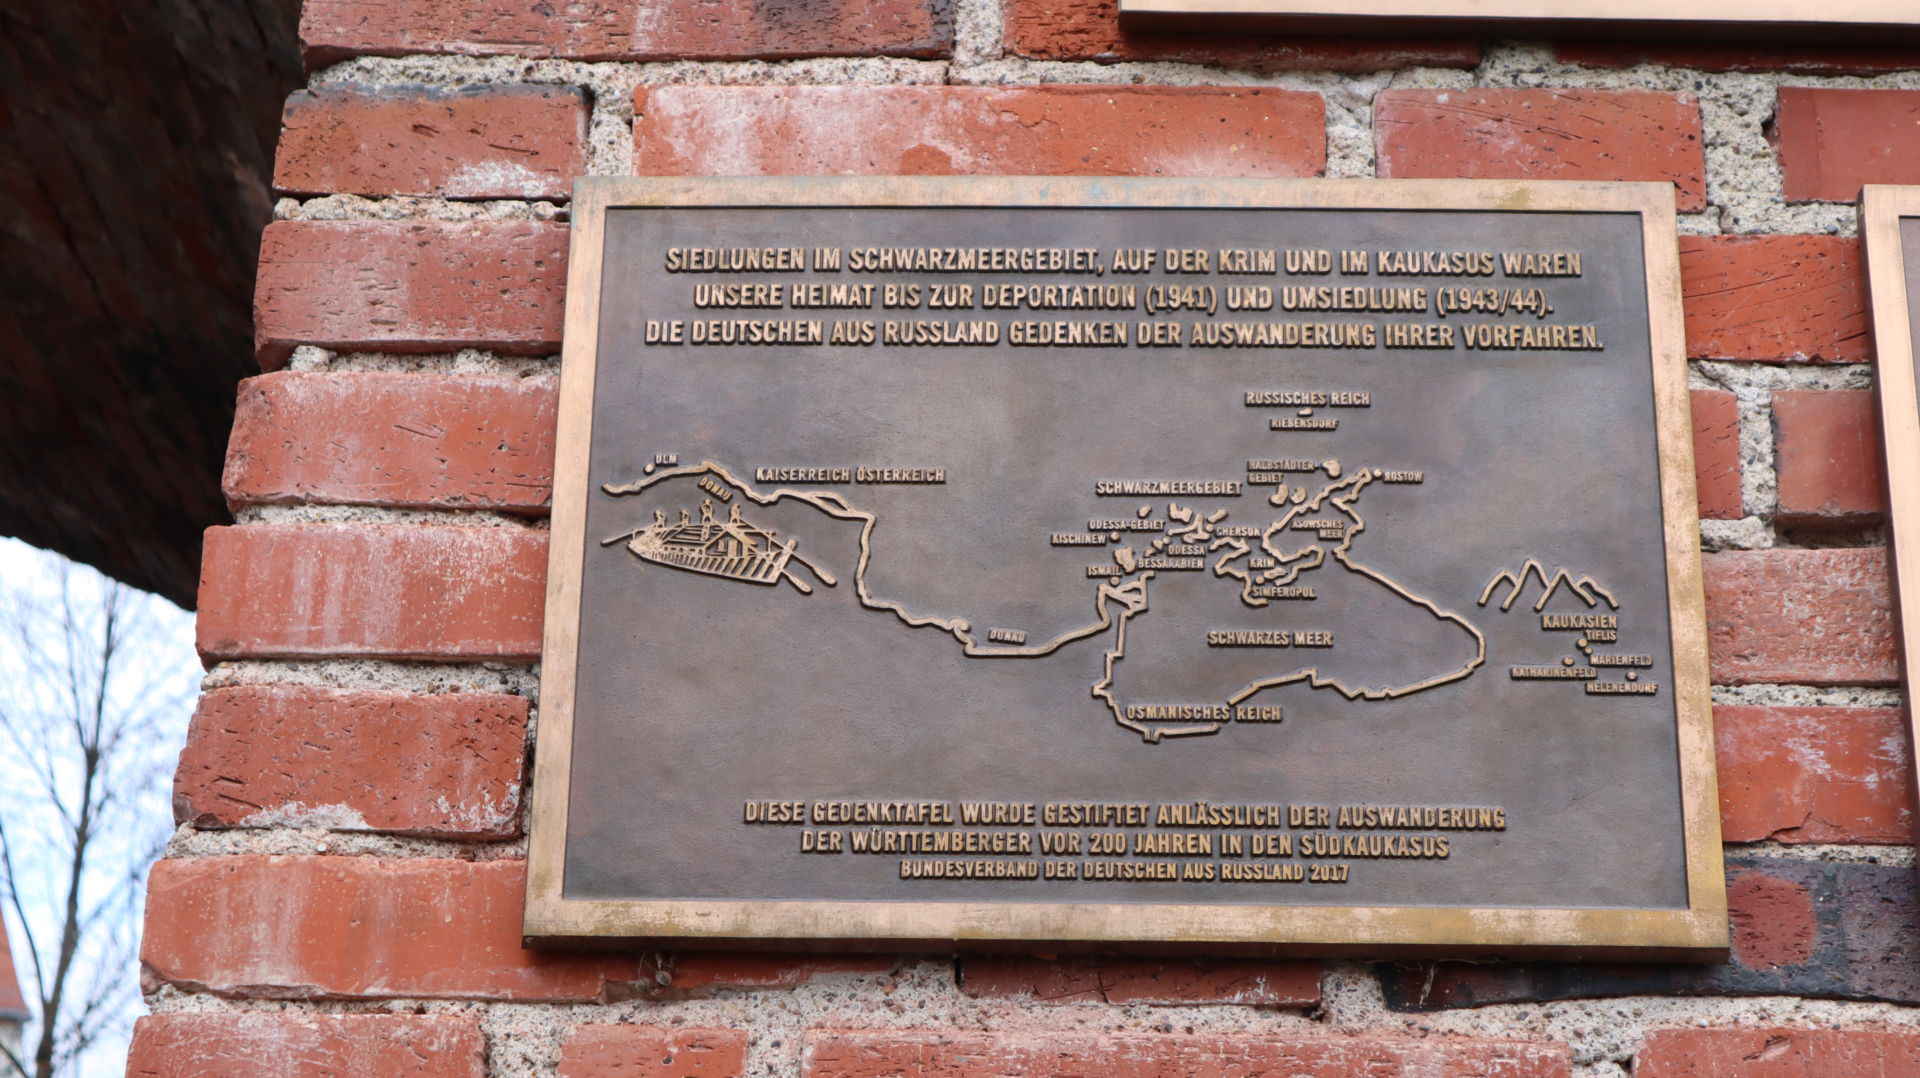 SIEDLUNGEN IM SCHWARZMEERGEBIET, AUF DER KRIM UND IM KAUKASUS WAREN
UNSERE HEIMAT BIS ZUR DEPORTATION (1941) UND UMSIEDLUNG (1943/44).
DIE DEUTSCHEN AUS RUSSLAND GEDENKEN DER AUSWANDERUNG IHRER VORFAHREN.
RUSSISCHES REICH
RIEBENSDORF
ULM
KAISERREICH ÖSTERREICH
DONAU
HALBSTÄDTER-
GEBIET
ROSTOW
SCHWARZMEERGEBIET
ODESSA-GEBIET
CHERSON
ASOWSCHES
MEER
KISCHINEW
ODESSA
BESSARABIEN
ISMAIL
KRIM
SIMFEROPOL
DONAU
SCHWARZES MEER
KAUKASIEN
TIFLIS
MARIENFELD
KATHARINENFELD
HELENENDORF
OSMANISCHES REICH
DIESE GEDENKTAFEL WURDE GESTIFTET ANLÄSSLICH DER AUSWANDERUNG
DER WÜRTTEMBERGER VOR 200 JAHREN IN DEN SÜDKAUKASUS
BUNDESVERBAND DER DEUTSCHEN AUS RUSSLAND 2017